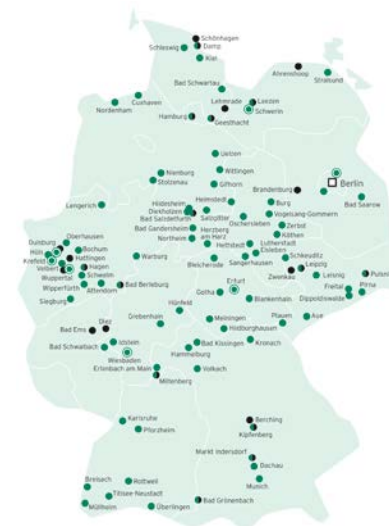 Schönhagen
Schleswig
Damp
Kiel
Ahrenshoop
Stralsund
Bad Schwartau
Cuxhaven
Nordenham
Lehmrade
Leezen
Schwerin
Hamburg
Geesthacht
Uelzen
Nienburg
Wittingen
Stolzenau
Gifhorn
Brandenburg
Berlin
Bad Saarow
Lengerich
Hildesheim
Helmstedt
Burg
Diekholzen
Bad Salzdetfurth
Salzgitter
Vogelsang-Gommern
Oschersleben
Zerbst
Bad Gandersheim
Herzberg
am Harz
Köthen
Northeim
Hettstedt
Lutherstadt
Eisleben
Duisburg
Oberhausen
Hüls
Bochum
Krefeld
Hattingen
Warburg
Bleicherode
Sangerhausen
Schkeuditz
Leipzig
Velbert
Hagen
Zwenkau
Leisnig
Pulsnitz
Wuppertal
Schwelm
Wipperfürth
Bad Berleburg
Erfurt
Freital
Pirna
Attendorn
Gotha
Dippoldiswalde
Siegburg
Hünfeld
Blankenhain
Grebenhain
Meiningen
Plauen
Aue
Diez
Bad Ems
Hildburghausen
Idstein
Bad Kissingen
Kronach
Bad Schwalbach
Wiesbaden
Hammelburg
Erlenbach am Main
Volkach
Miltenberg
Karlsruhe
Berching
Pforzheim
Kipfenberg
Markt Indersdorf
Dachau
Breisach
Rottweil
Munich
Titisee-Neustadt
Müllheim
Überlingen
Bad Grönenbach